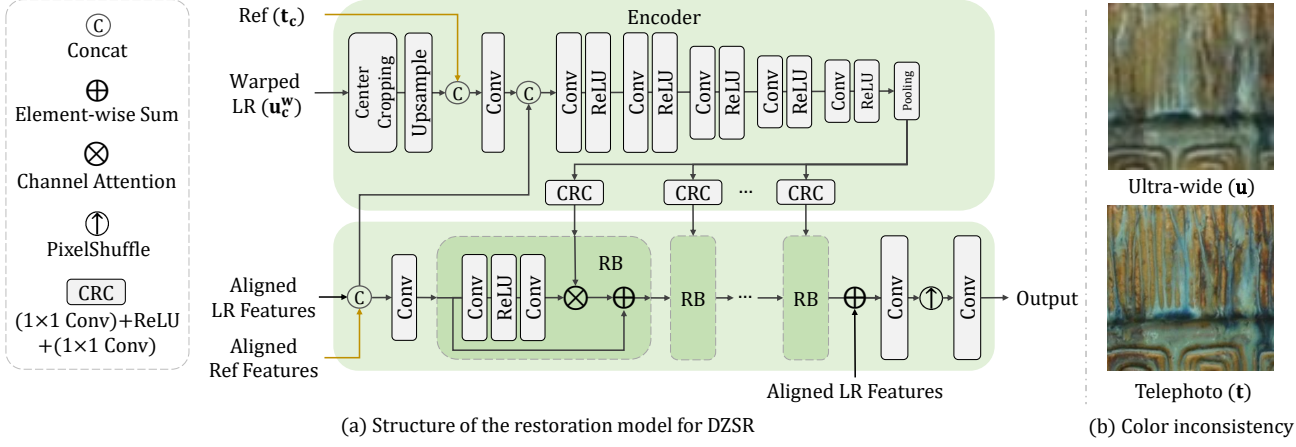 C
Concat
Element-wise Sum
Channel Attention
PixelShuffle
CRC
(1×1 Conv)+ReLU
+(1×1 Conv)
Encoder
Ref (t_c)
Warped
LR (u_c^w)
Center
Cropping
Upsample
C
Conv
C
Conv
ReLU
Conv
ReLU
Conv
ReLU
Conv
ReLU
Conv
ReLU
Pooling
CRC
CRC
...
CRC
Aligned
LR Features
Aligned
Ref Features
C
Conv
Conv
ReLU
Conv
RB
RB
...
RB
Conv
Conv
Output
Aligned LR Features
(a) Structure of the restoration model for DZSR
Ultra-wide (u)
Telephoto (t)
(b) Color inconsistency